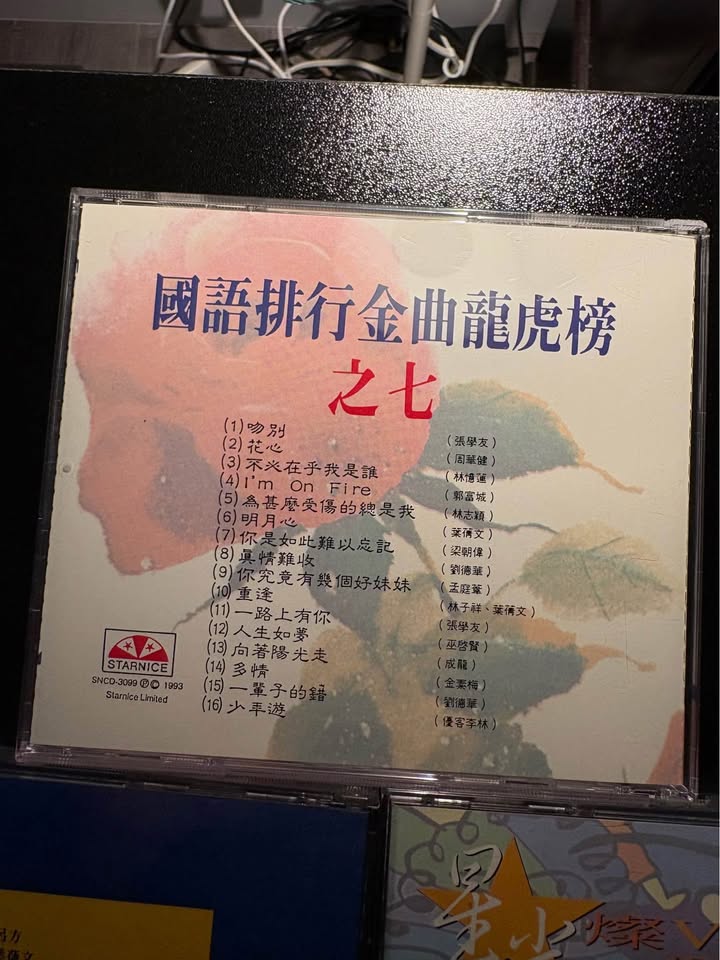 國語排行金曲龍虎榜
之七
(1) 吻別 (張學友)
(2) 花心 (周華健)
(3) 不必在乎我是誰 (林憶蓮)
(4) I'm On Fire (郭富城)
(5) 為甚麼受傷的總是我 (林志穎)
(6) 明月心 (葉蒨文)
(7) 你是如此難以忘記 (梁朝偉)
(8) 真情難收 (劉德華)
(9) 你究竟有幾個好妹妹 (孟庭葦)
(10) 重逢 (林子祥、葉蒨文)
(11) 一路上有你 (張學友)
(12) 人生如夢 (巫啓賢)
(13) 向著陽光走 (成龍)
(14) 多情 (金素梅)
(15) 一輩子的錯 (劉德華)
(16) 少年遊 (優客李林)
STARNICE
SNCD-3099 Ⓟ © 1993
Starnice Limited
星光燦V